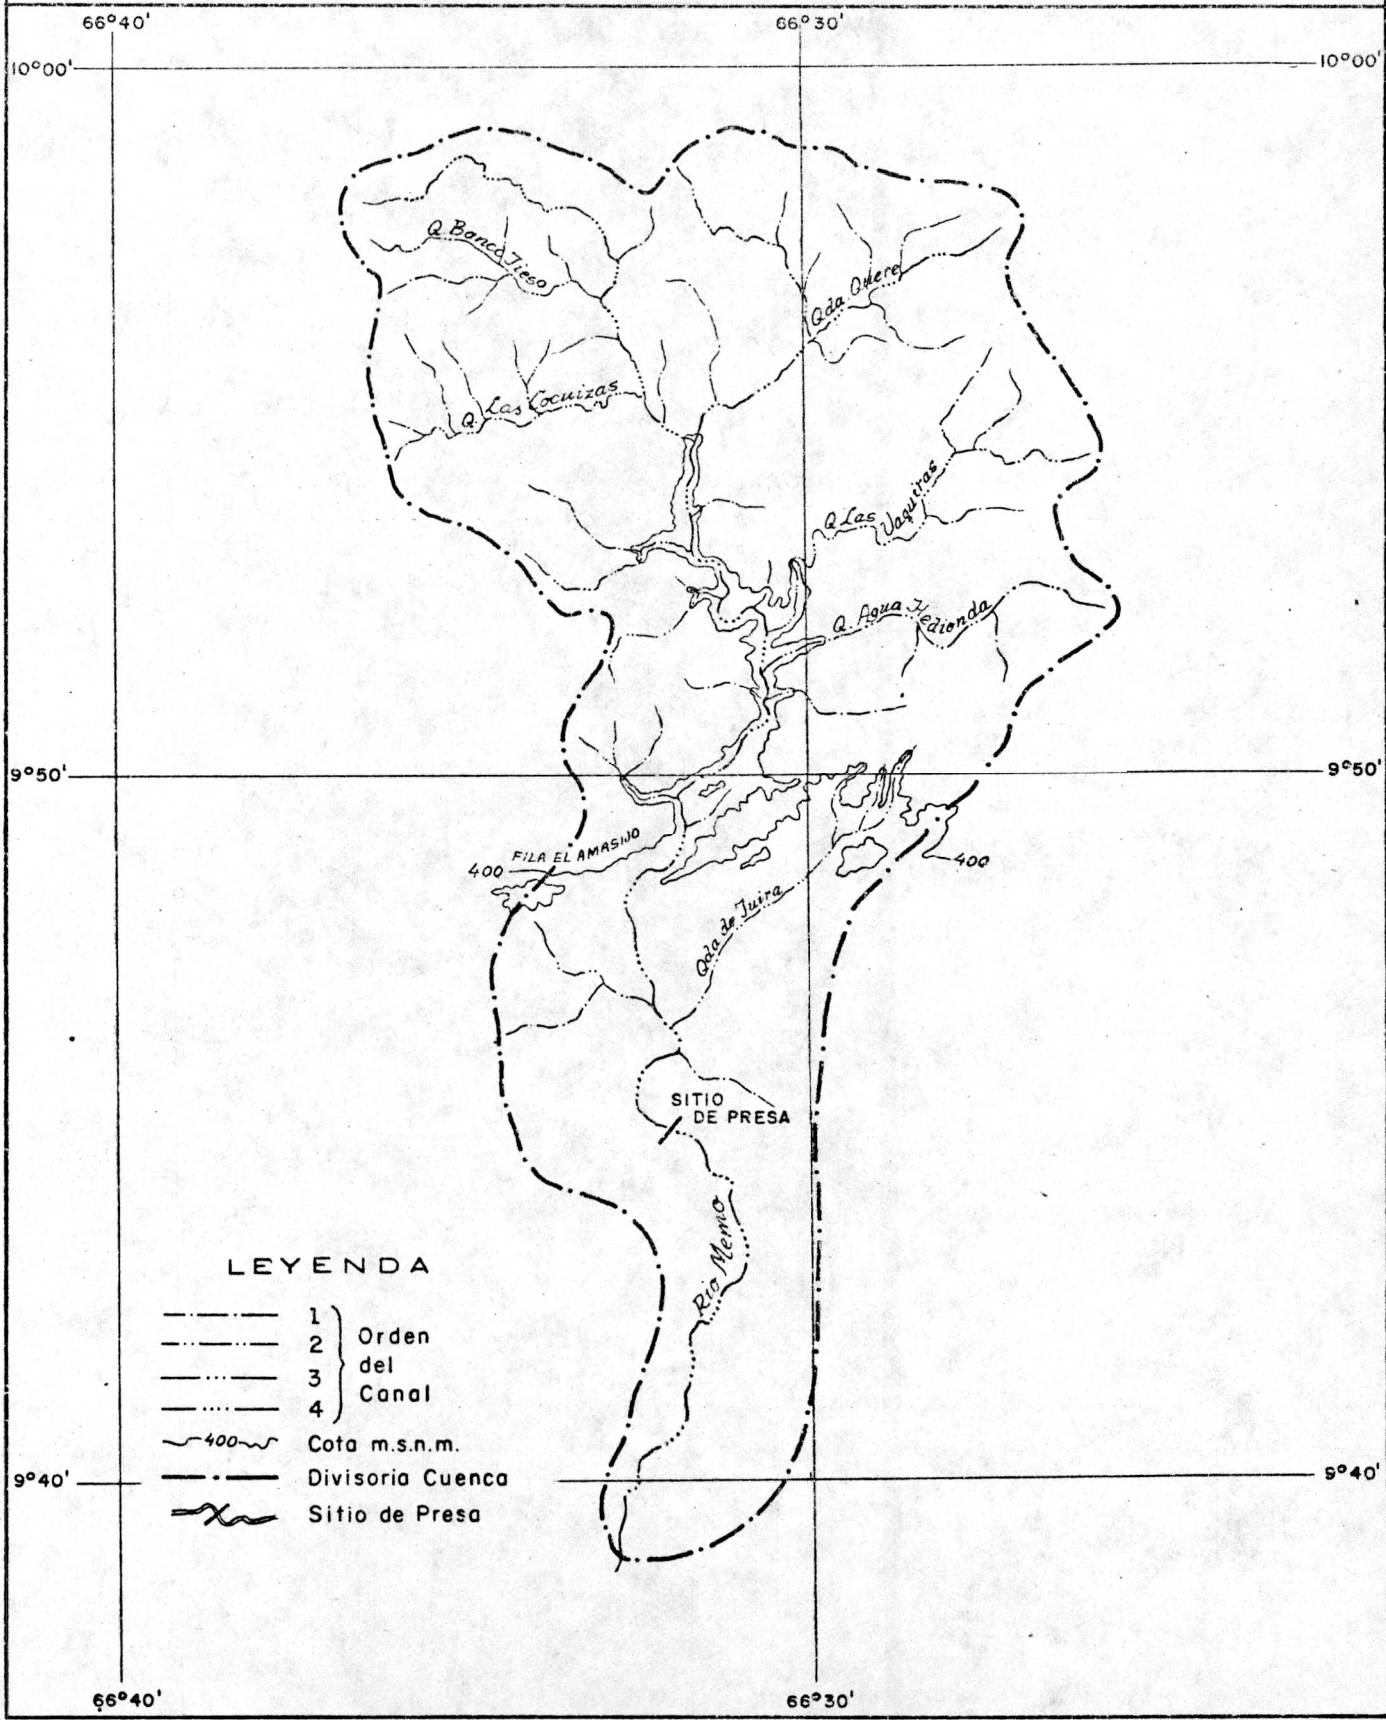 66°40'
66°30'
10°00'
10°00'
Q. Banco Tieso
Qda. Quere
Q. Las Cocuizas
Q. Las Vaquiras
Q. Agua Hedionda
9°50'
9°50'
FILA EL AMASIJO
400
400
Qda de Tuira
SITIO
DE PRESA
Rio Memo
LEYENDA
1
2
3
4
Orden
del
Canal
400
Cota m.s.n.m.
Divisoria Cuenca
Sitio de Presa
9°40'
9°40'
66°40'
66°30'